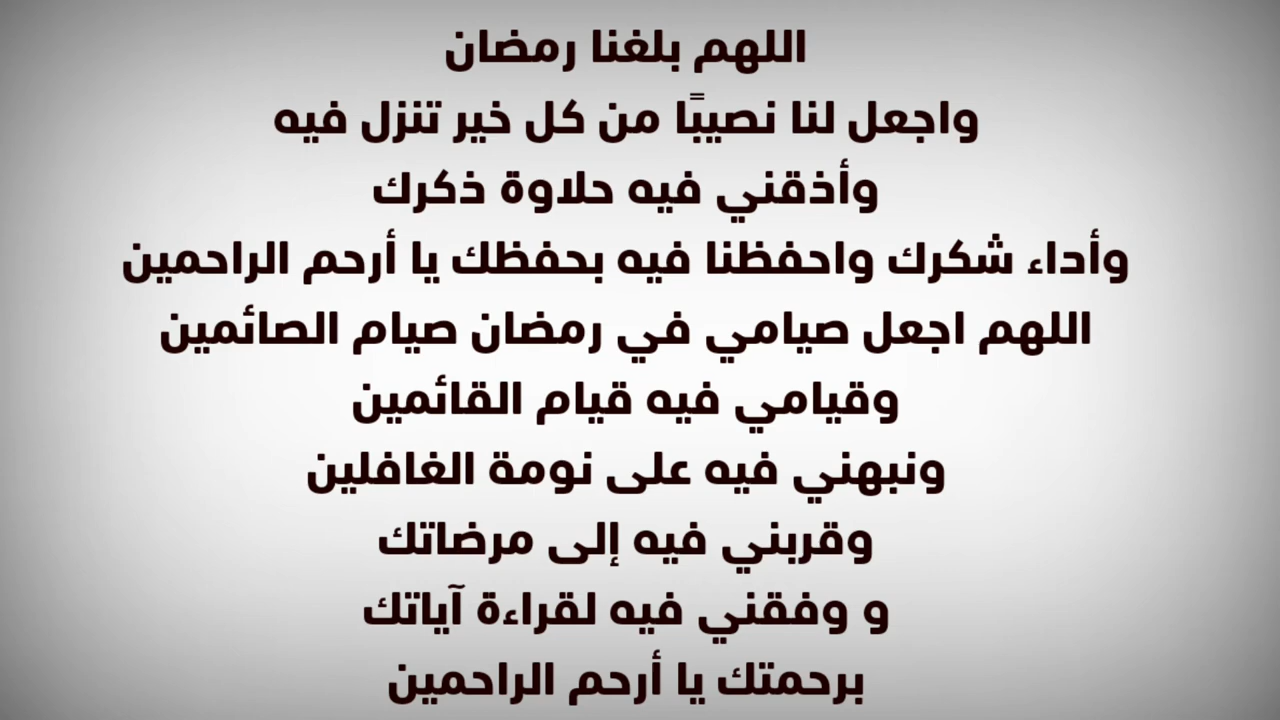 اللهم بلغنا رمضان
واجعل لنا نصيبًا من كل خير تنزل فيه
وأذقني فيه حلاوة ذكرك
وأداء شكرك واحفظنا فيه بحفظك يا أرحم الراحمين
اللهم اجعل صيامي في رمضان صيام الصائمين
وقيامي فيه قيام القائمين
ونبهني فيه على نومة الغافلين
وقربني فيه إلى مرضاتك
و وفقني فيه لقراءة آياتك
برحمتك يا أرحم الراحمين